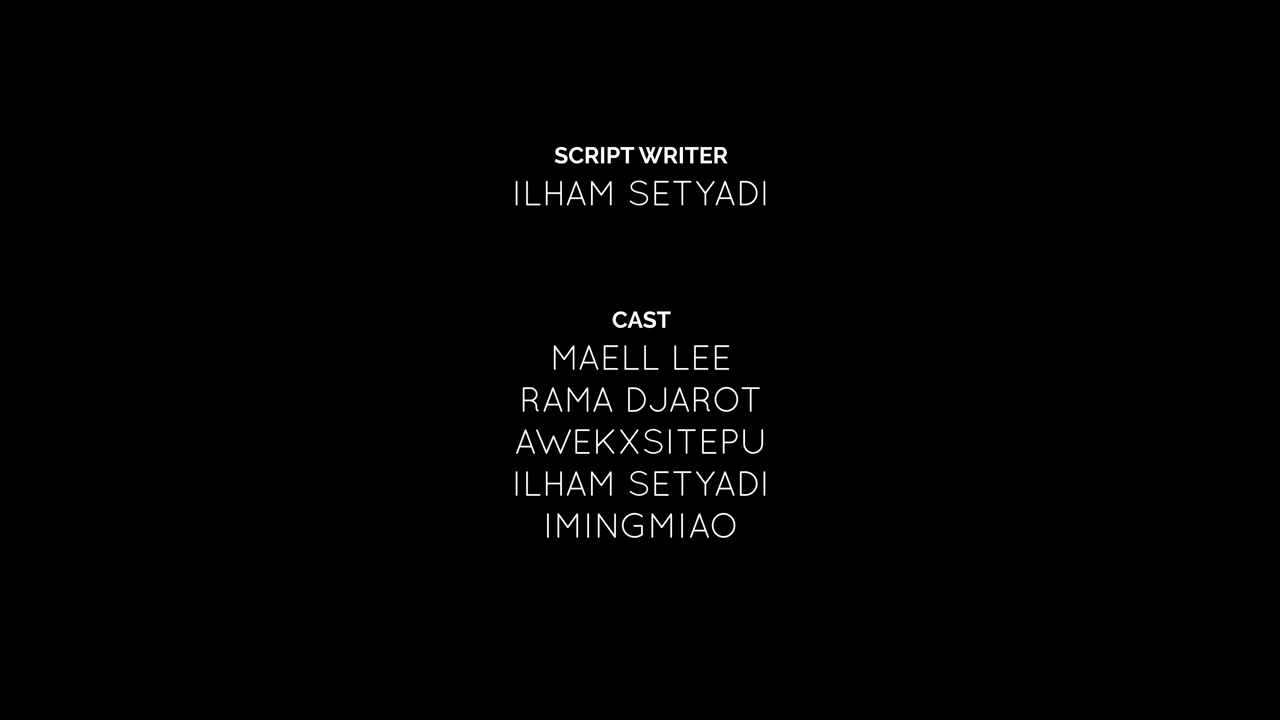 SCRIPT WRITER
ILHAM SETYADI
CAST
MAELL LEE
RAMA DJAROT
AWEKXSITEPU
ILHAM SETYADI
IMINGMIAO